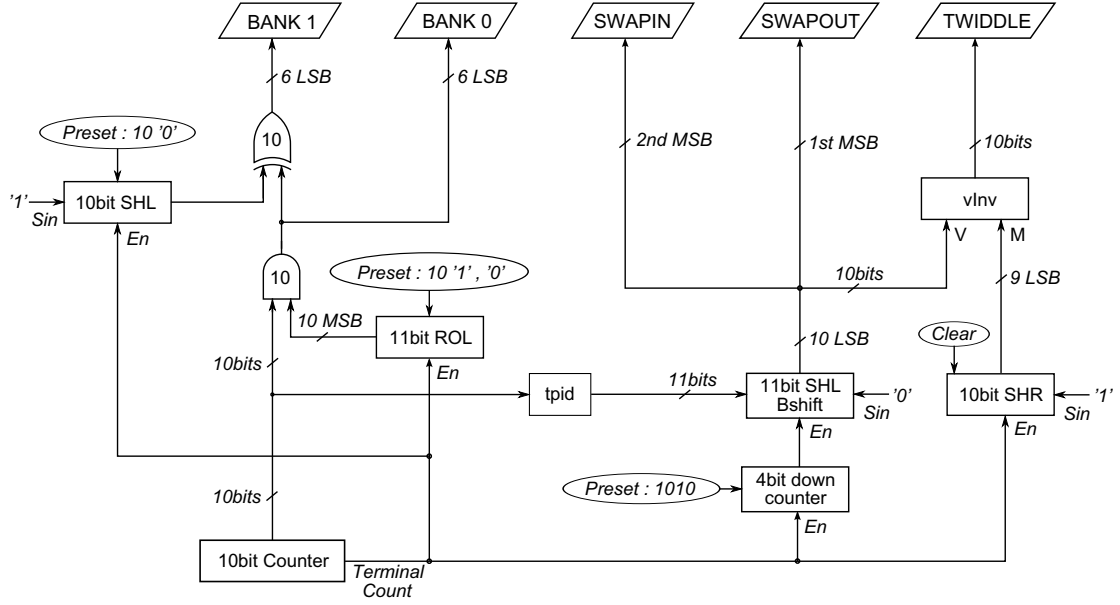 BANK 1
BANK 0
SWAPIN
SWAPOUT
TWIDDLE
6 LSB
6 LSB
Preset : 10 '0'
10
2nd MSB
1st MSB
10bits
'1'
Sin
10bit SHL
En
vInv
V
M
10
Preset : 10 '1' , '0'
10bits
9 LSB
10 MSB
11bit ROL
En
10 LSB
Clear
10bits
tpid
11bits
11bit SHL
Bshift
'0'
Sin
En
10bit SHR
'1'
Sin
En
10bits
Preset : 1010
4bit down
counter
En
10bit Counter
Terminal
Count